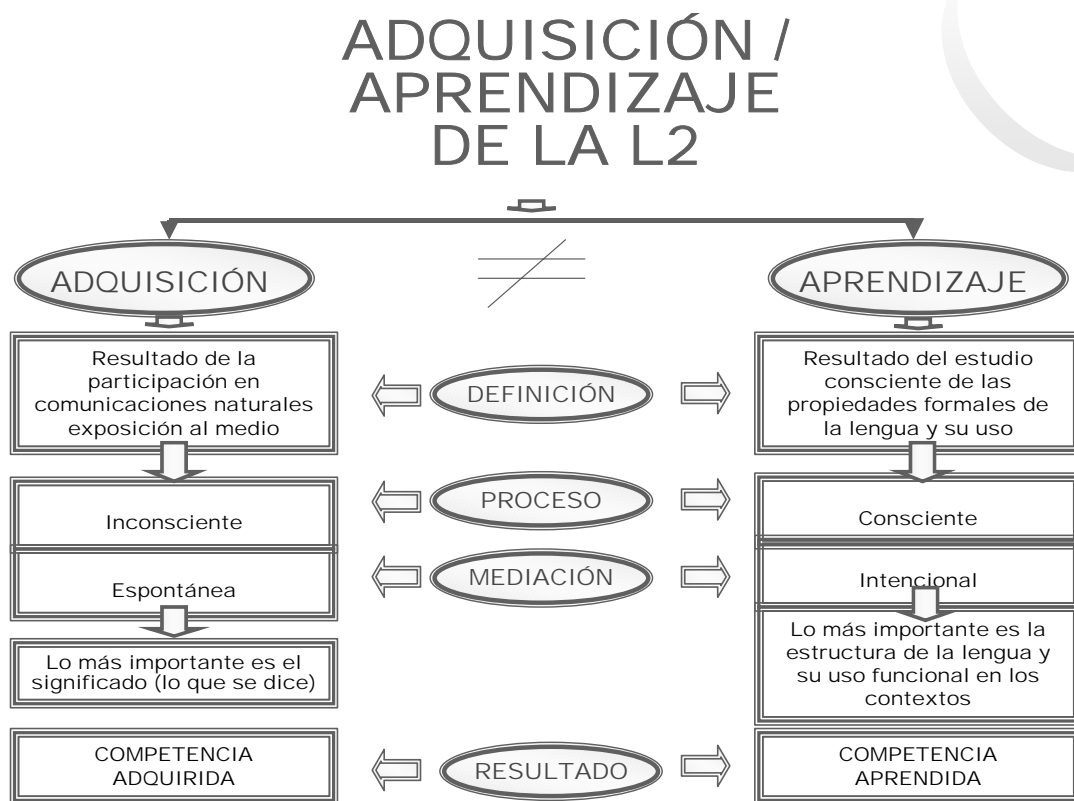 ADQUISICIÓN /
APRENDIZAJE
DE LA L2
ADQUISICIÓN
APRENDIZAJE
Resultado de la
participación en
comunicaciones naturales
exposición al medio
DEFINICIÓN
Resultado del estudio
consciente de las
propiedades formales de
la lengua y su uso
Inconsciente
PROCESO
Consciente
Espontánea
MEDIACIÓN
Intencional
Lo más importante es el
significado (lo que se dice)
Lo más importante es la
estructura de la lengua y
su uso funcional en los
contextos
COMPETENCIA
ADQUIRIDA
RESULTADO
COMPETENCIA
APRENDIDA